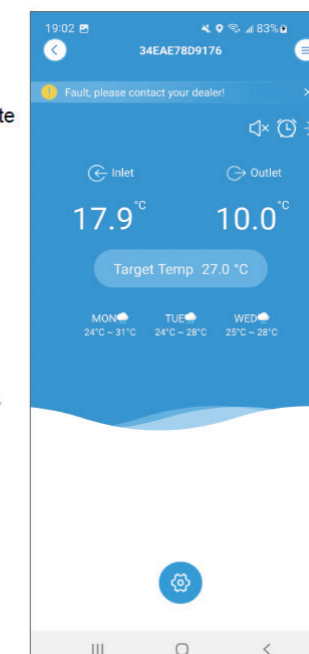 19:02 83%
34EAE78D9176
Fault, please contact your dealer!
te
Inlet Outlet
17.9°C 10.0°C
Target Temp 27.0 °C
MON TUE WED
24°C ~ 31°C 24°C ~ 28°C 25°C ~ 28°C